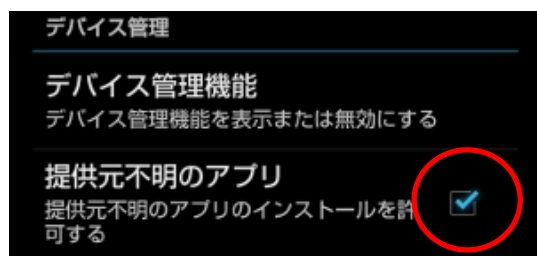 デバイス管理
デバイス管理機能
デバイス管理機能を表示または無効にする
提供元不明のアプリ
提供元不明のアプリのインストールを許
可する